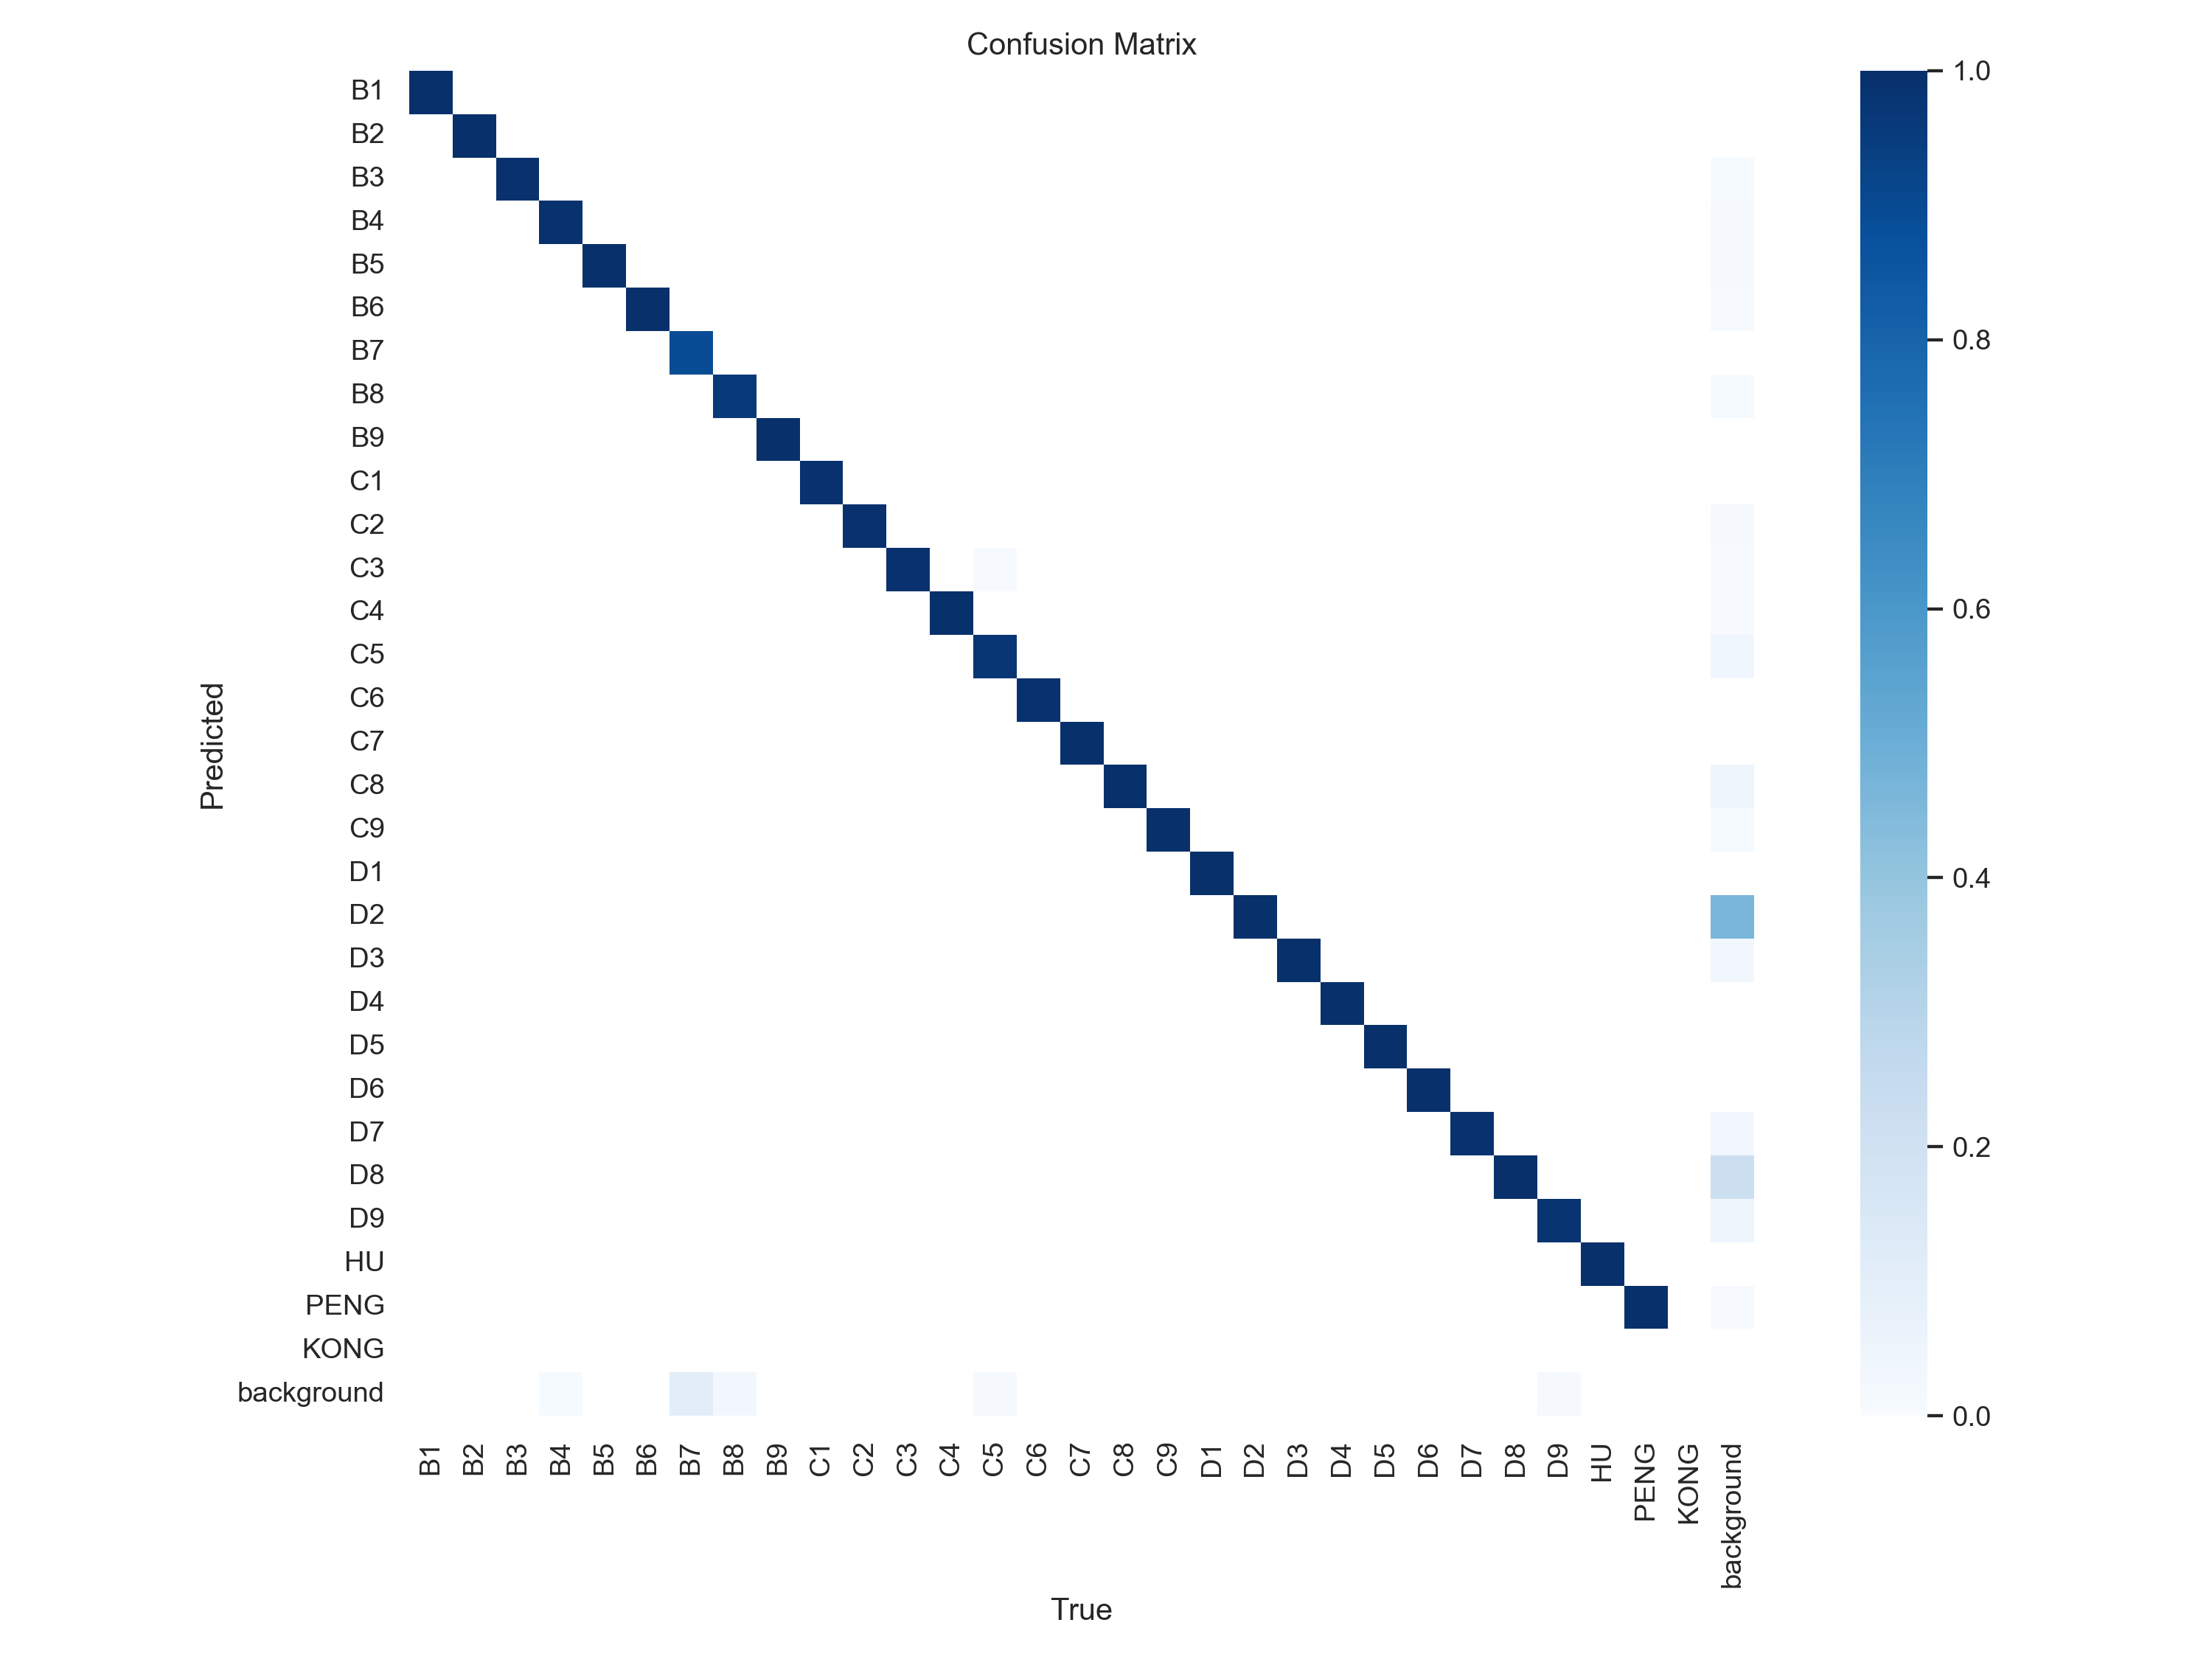 Confusion Matrix
B1
B2
B3
B4
B5
B6
B7
B8
B9
C1
C2
C3
C4
C5
C6
C7
C8
C9
D1
D2
D3
D4
D5
D6
D7
D8
D9
HU
PENG
KONG
background
Predicted
B1 B2 B3 B4 B5 B6 B7 B8 B9 C1 C2 C3 C4 C5 C6 C7 C8 C9 D1 D2 D3 D4 D5 D6 D7 D8 D9 HU PENG KONG background
True
1.0
0.8
0.6
0.4
0.2
0.0